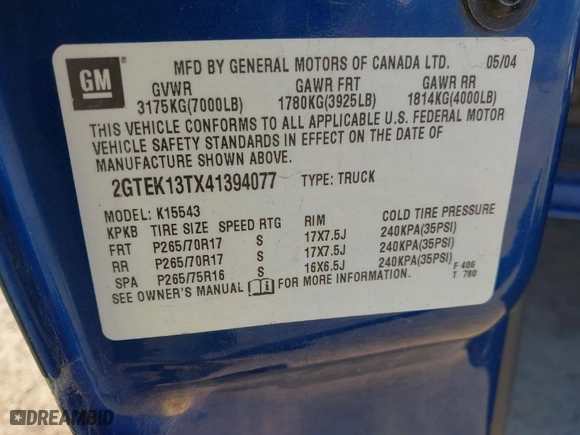 GM ®
MFD BY GENERAL MOTORS OF CANADA LTD. 05/04
GVWR GAWR FRT GAWR RR
3175KG(7000LB) 1780KG(3925LB) 1814KG(4000LB)
THIS VEHICLE CONFORMS TO ALL APPLICABLE U.S. FEDERAL MOTOR
VEHICLE SAFETY STANDARDS IN EFFECT ON THE DATE OF
MANUFACTURE SHOWN ABOVE.
2GTEK13TX41394077 TYPE: TRUCK
MODEL: K15543
KPKB TIRE SIZE SPEED RTG RIM COLD TIRE PRESSURE
FRT P265/70R17 S 17X7.5J 240KPA(35PSI)
RR P265/70R17 S 17X7.5J 240KPA(35PSI)
SPA P265/75R16 S 16X6.5J 240KPA(35PSI)
SEE OWNER'S MANUAL FOR MORE INFORMATION.
F 406
T 780
DREAMBID